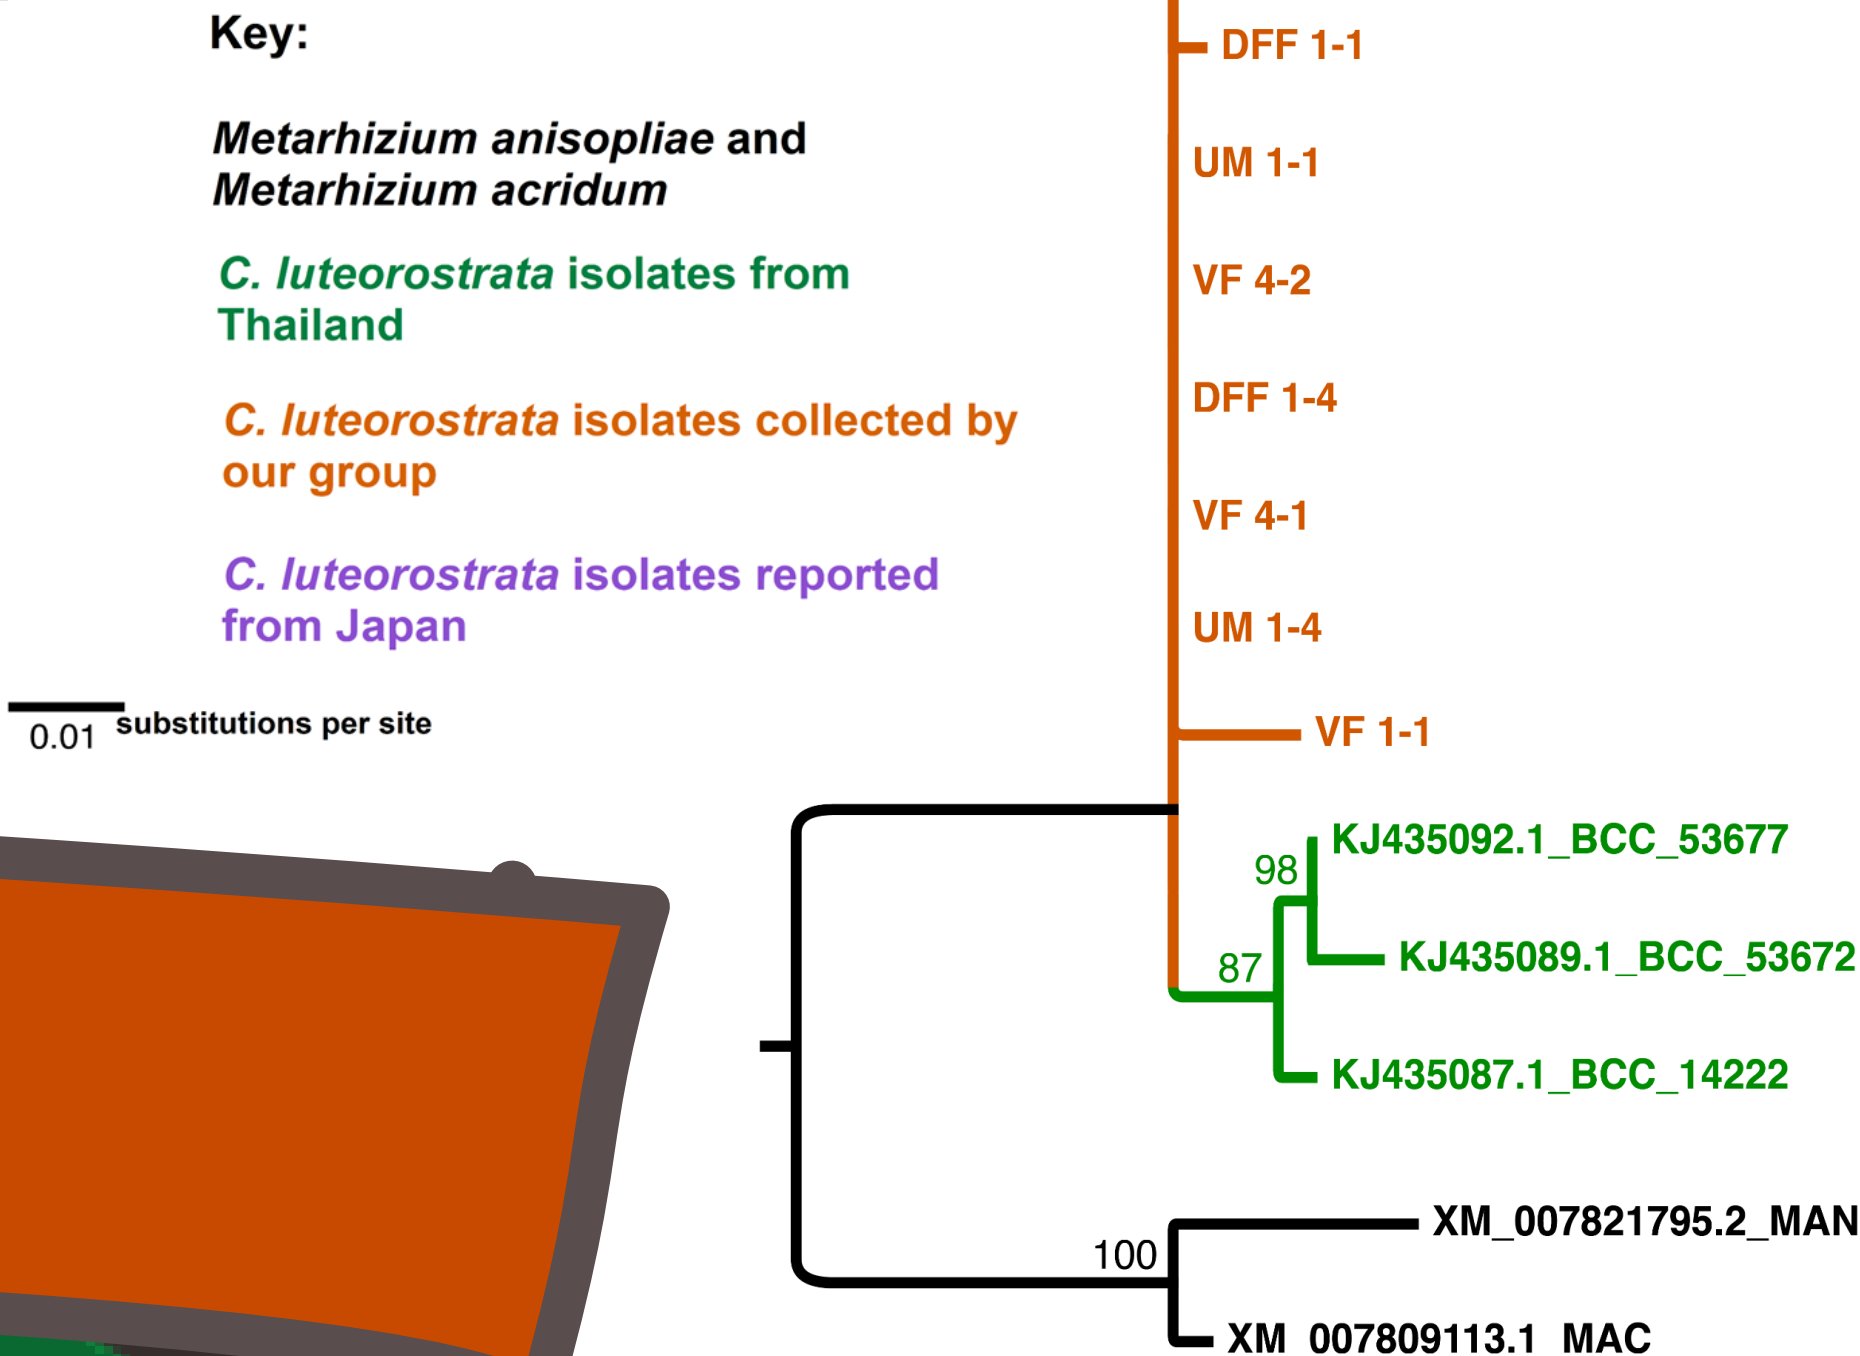 Key:
Metarhizium anisopliae and
Metarhizium acridum
C. luteorostrata isolates from
Thailand
C. luteorostrata isolates collected by
our group
C. luteorostrata isolates reported
from Japan
0.01 substitutions per site
DFF 1-1
UM 1-1
VF 4-2
DFF 1-4
VF 4-1
UM 1-4
VF 1-1
KJ435092.1_BCC_53677
98
KJ435089.1_BCC_53672
87
KJ435087.1_BCC_14222
XM_007821795.2_MAN
100
XM_007809113.1_MAC